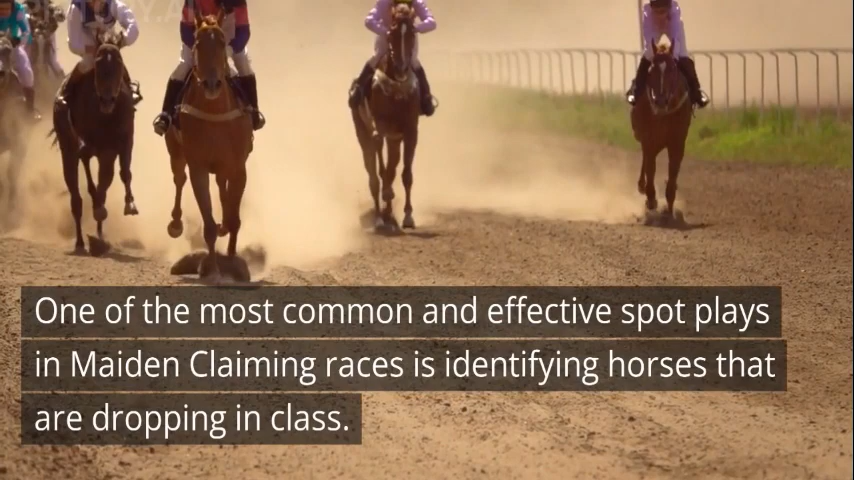 One of the most common and effective spot plays
in Maiden Claiming races is identifying horses that
are dropping in class.